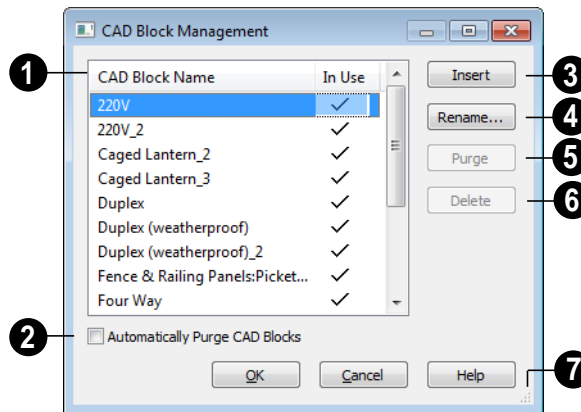 CAD Block Management
1
CAD Block Name In Use
Insert
3
220V
Rename...
4
220V_2
Caged Lantern_2
Purge
5
Caged Lantern_3
Duplex
Delete
6
Duplex (weatherproof)
Duplex (weatherproof)_2
Fence & Railing Panels:Picket...
Four Way
2
Automatically Purge CAD Blocks
OK
Cancel
Help
7